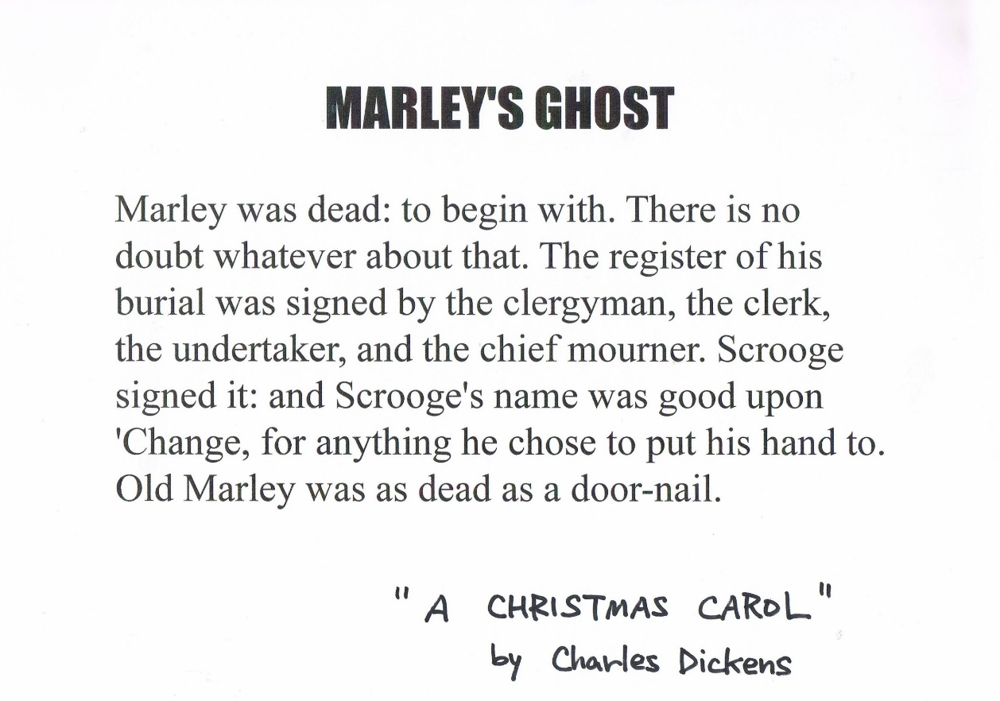 MARLEY'S GHOST
Marley was dead: to begin with. There is no
doubt whatever about that. The register of his
burial was signed by the clergyman, the clerk,
the undertaker, and the chief mourner. Scrooge
signed it: and Scrooge's name was good upon
'Change, for anything he chose to put his hand to.
Old Marley was as dead as a door-nail.
"A CHRISTMAS CAROL"
by Charles Dickens